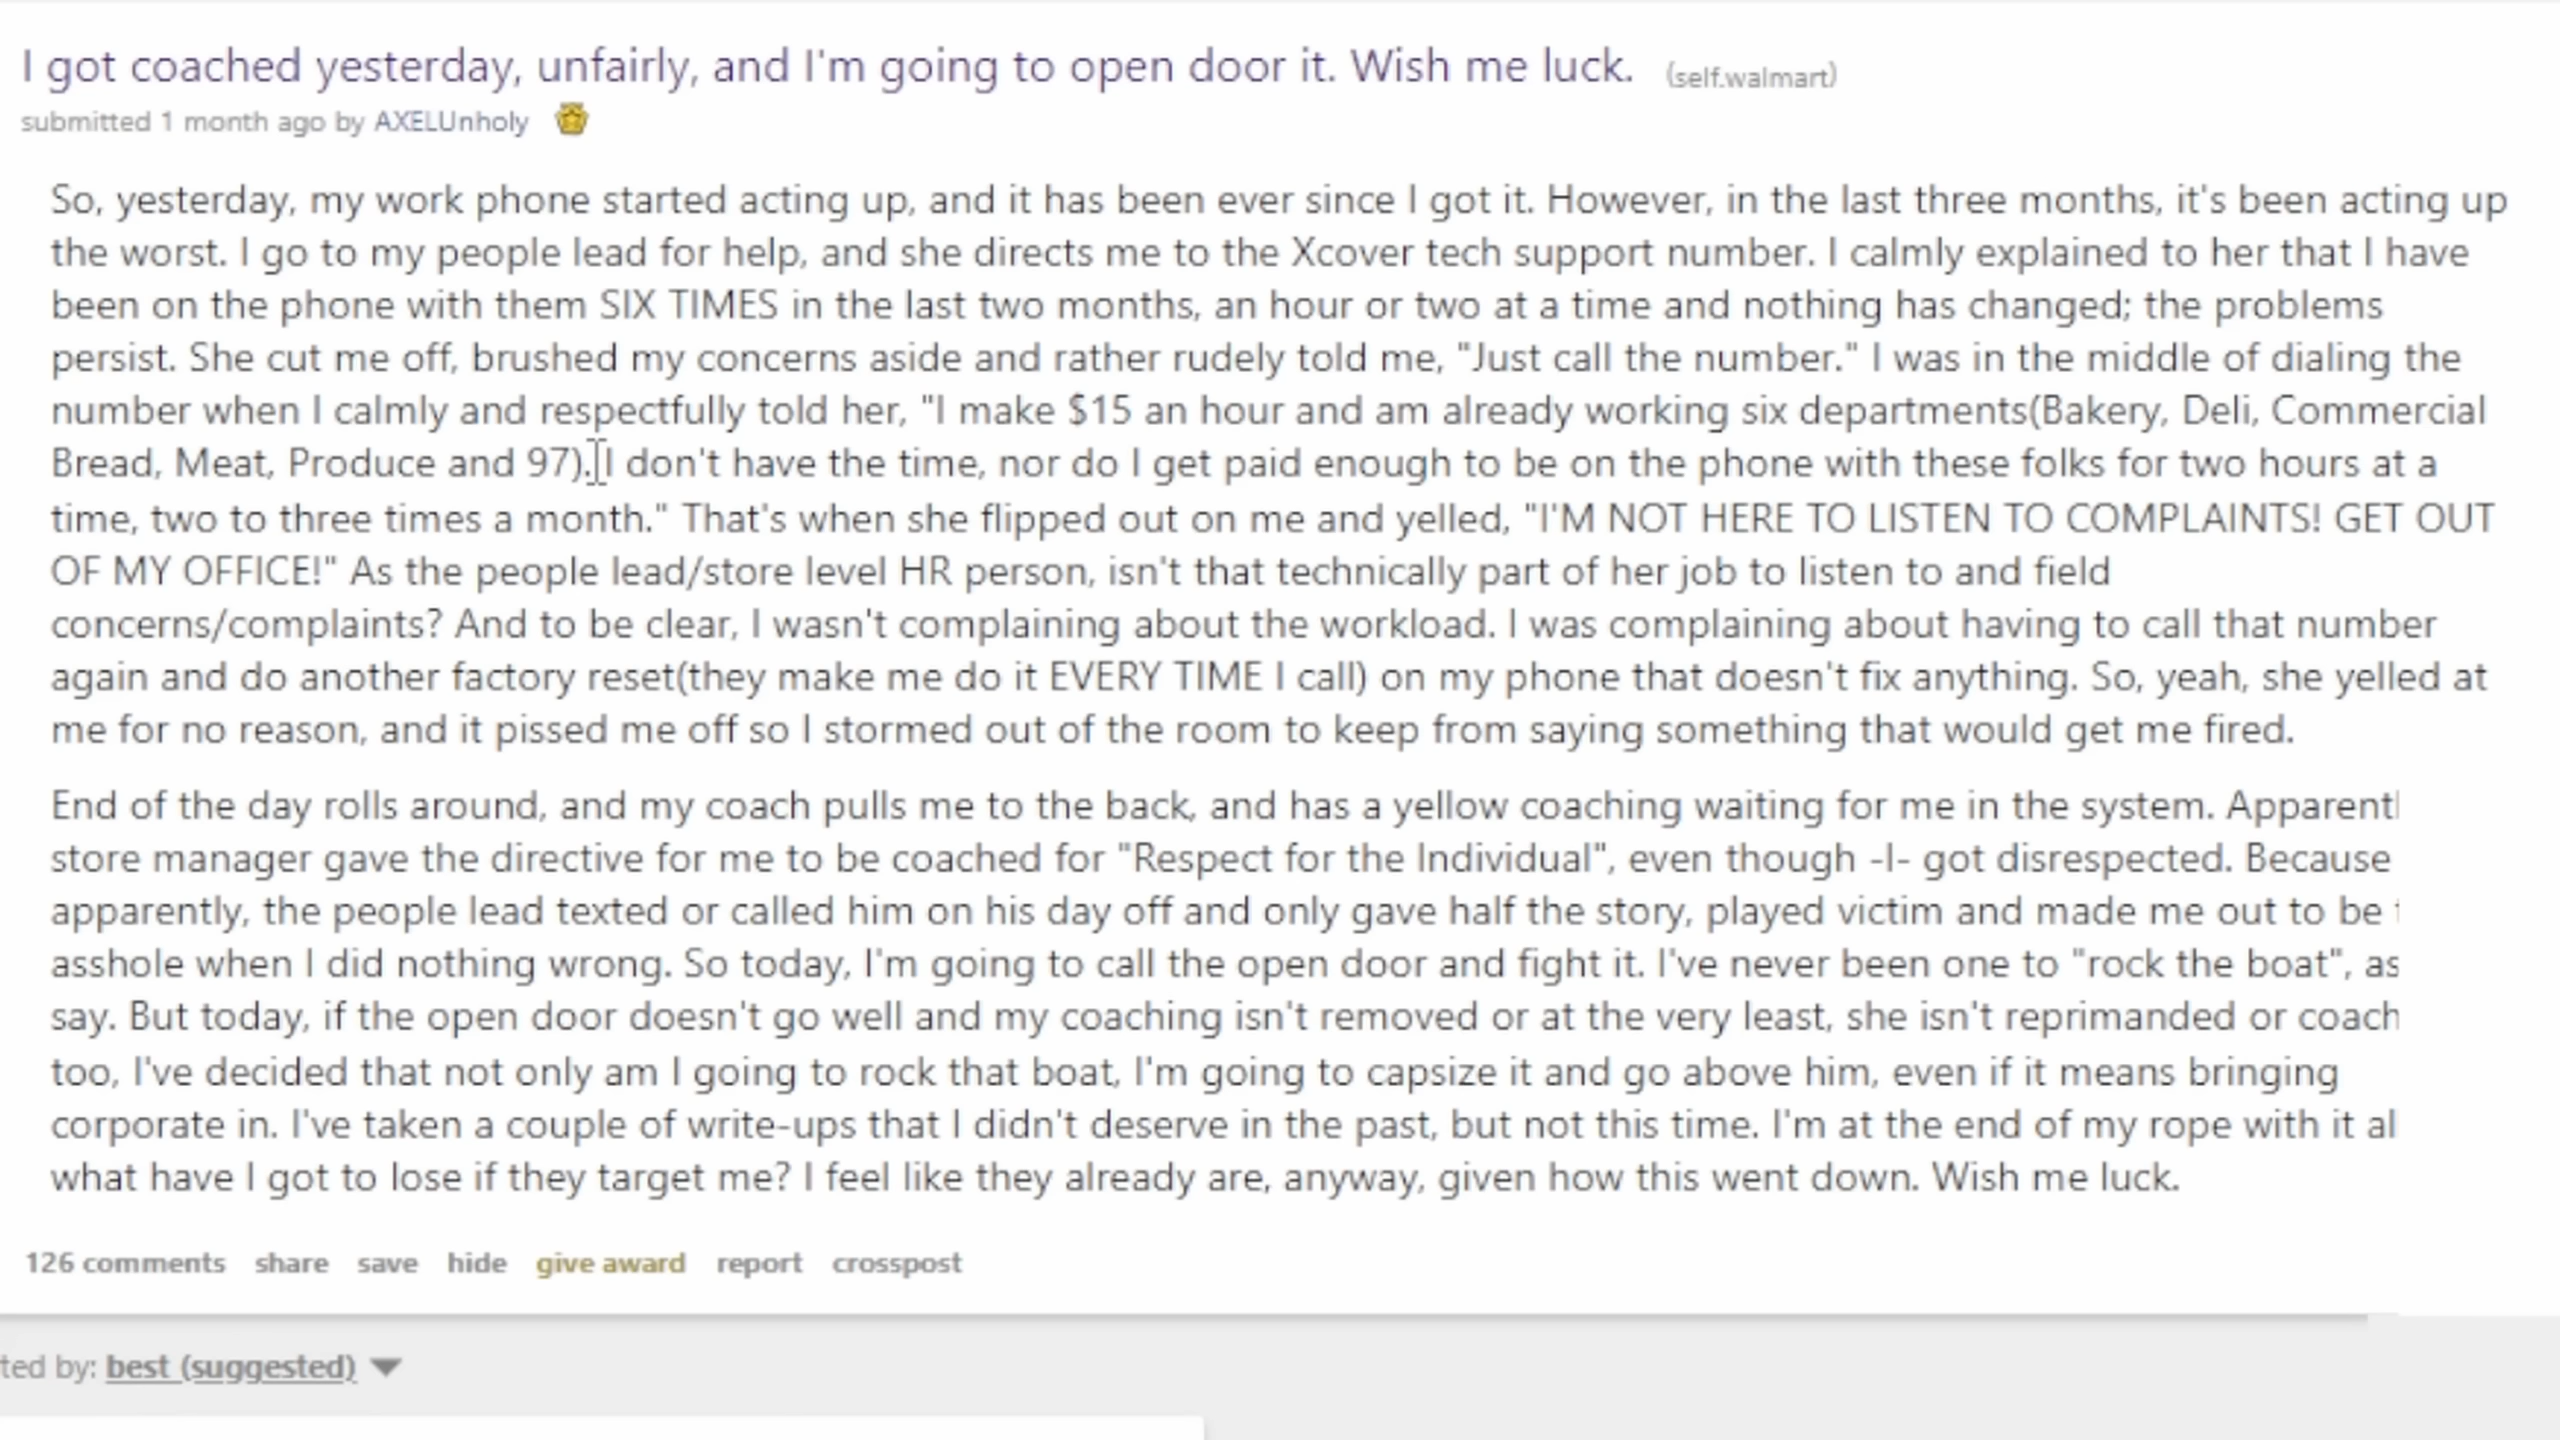 I got coached yesterday, unfairly, and I'm going to open door it. Wish me luck. (self.walmart)
submitted 1 month ago by AXELUnholy
So, yesterday, my work phone started acting up, and it has been ever since I got it. However, in the last three months, it's been acting up
the worst. I go to my people lead for help, and she directs me to the Xcover tech support number. I calmly explained to her that I have
been on the phone with them SIX TIMES in the last two months, an hour or two at a time and nothing has changed; the problems
persist. She cut me off, brushed my concerns aside and rather rudely told me, "Just call the number." I was in the middle of dialing the
number when I calmly and respectfully told her, "I make $15 an hour and am already working six departments(Bakery, Deli, Commercial
Bread, Meat, Produce and 97). I don't have the time, nor do I get paid enough to be on the phone with these folks for two hours at a
time, two to three times a month." That's when she flipped out on me and yelled, "I'M NOT HERE TO LISTEN TO COMPLAINTS! GET OUT
OF MY OFFICE!" As the people lead/store level HR person, isn't that technically part of her job to listen to and field
concerns/complaints? And to be clear, I wasn't complaining about the workload. I was complaining about having to call that number
again and do another factory reset(they make me do it EVERY TIME I call) on my phone that doesn't fix anything. So, yeah, she yelled at
me for no reason, and it pissed me off so I stormed out of the room to keep from saying something that would get me fired.
End of the day rolls around, and my coach pulls me to the back, and has a yellow coaching waiting for me in the system. Apparentl
store manager gave the directive for me to be coached for "Respect for the Individual", even though -I- got disrespected. Because
apparently, the people lead texted or called him on his day off and only gave half the story, played victim and made me out to be
asshole when I did nothing wrong. So today, I'm going to call the open door and fight it. I've never been one to "rock the boat", as
say. But today, if the open door doesn't go well and my coaching isn't removed or at the very least, she isn't reprimanded or coach
too, I've decided that not only am I going to rock that boat, I'm going to capsize it and go above him, even if it means bringing
corporate in. I've taken a couple of write-ups that I didn't deserve in the past, but not this time. I'm at the end of my rope with it al
what have I got to lose if they target me? I feel like they already are, anyway, given how this went down. Wish me luck.
126 comments share save hide give award report crosspost
ted by: best (suggested)